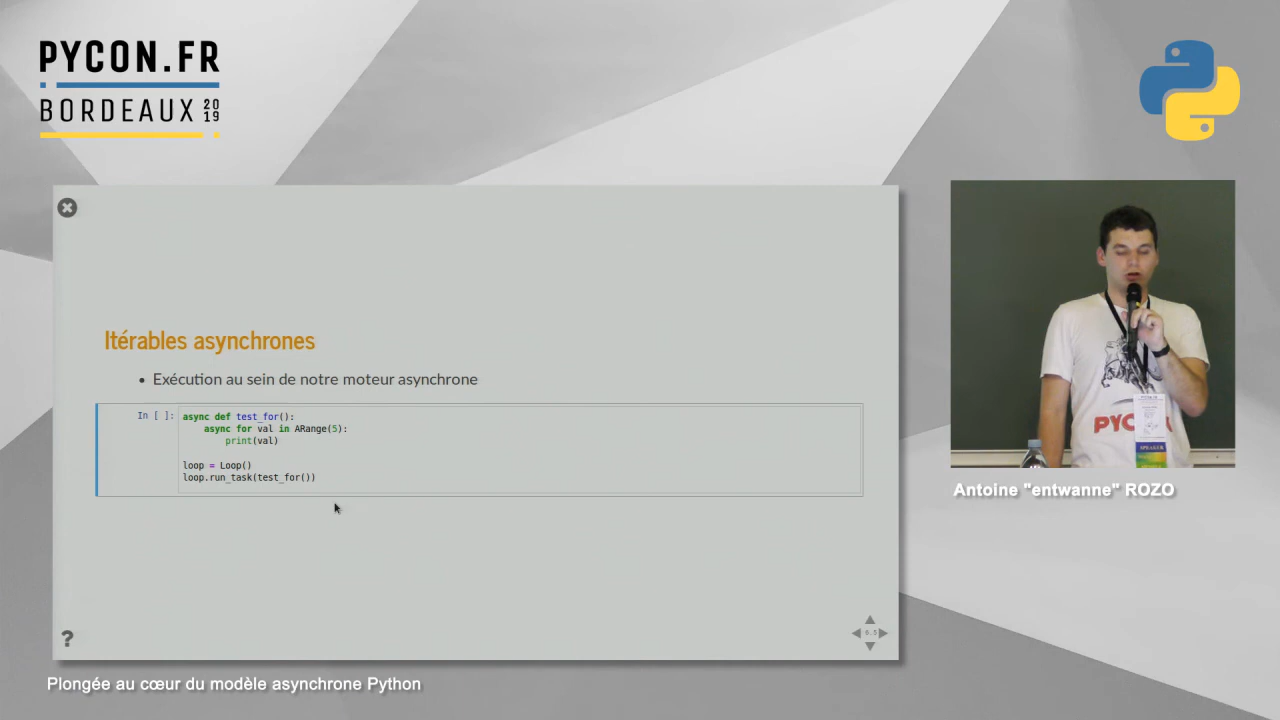 PYCON.FR
BORDEAUX 2019
Itérables asynchrones
• Exécution au sein de notre moteur asynchrone
In [ ]:
async def test_for():
    async for val in ARange(5):
        print(val)
loop = Loop()
loop.run_task(test_for())
?
PYC
SPEAKER
Antoine "entwanne" ROZO
Plongée au cœur du modèle asynchrone Python